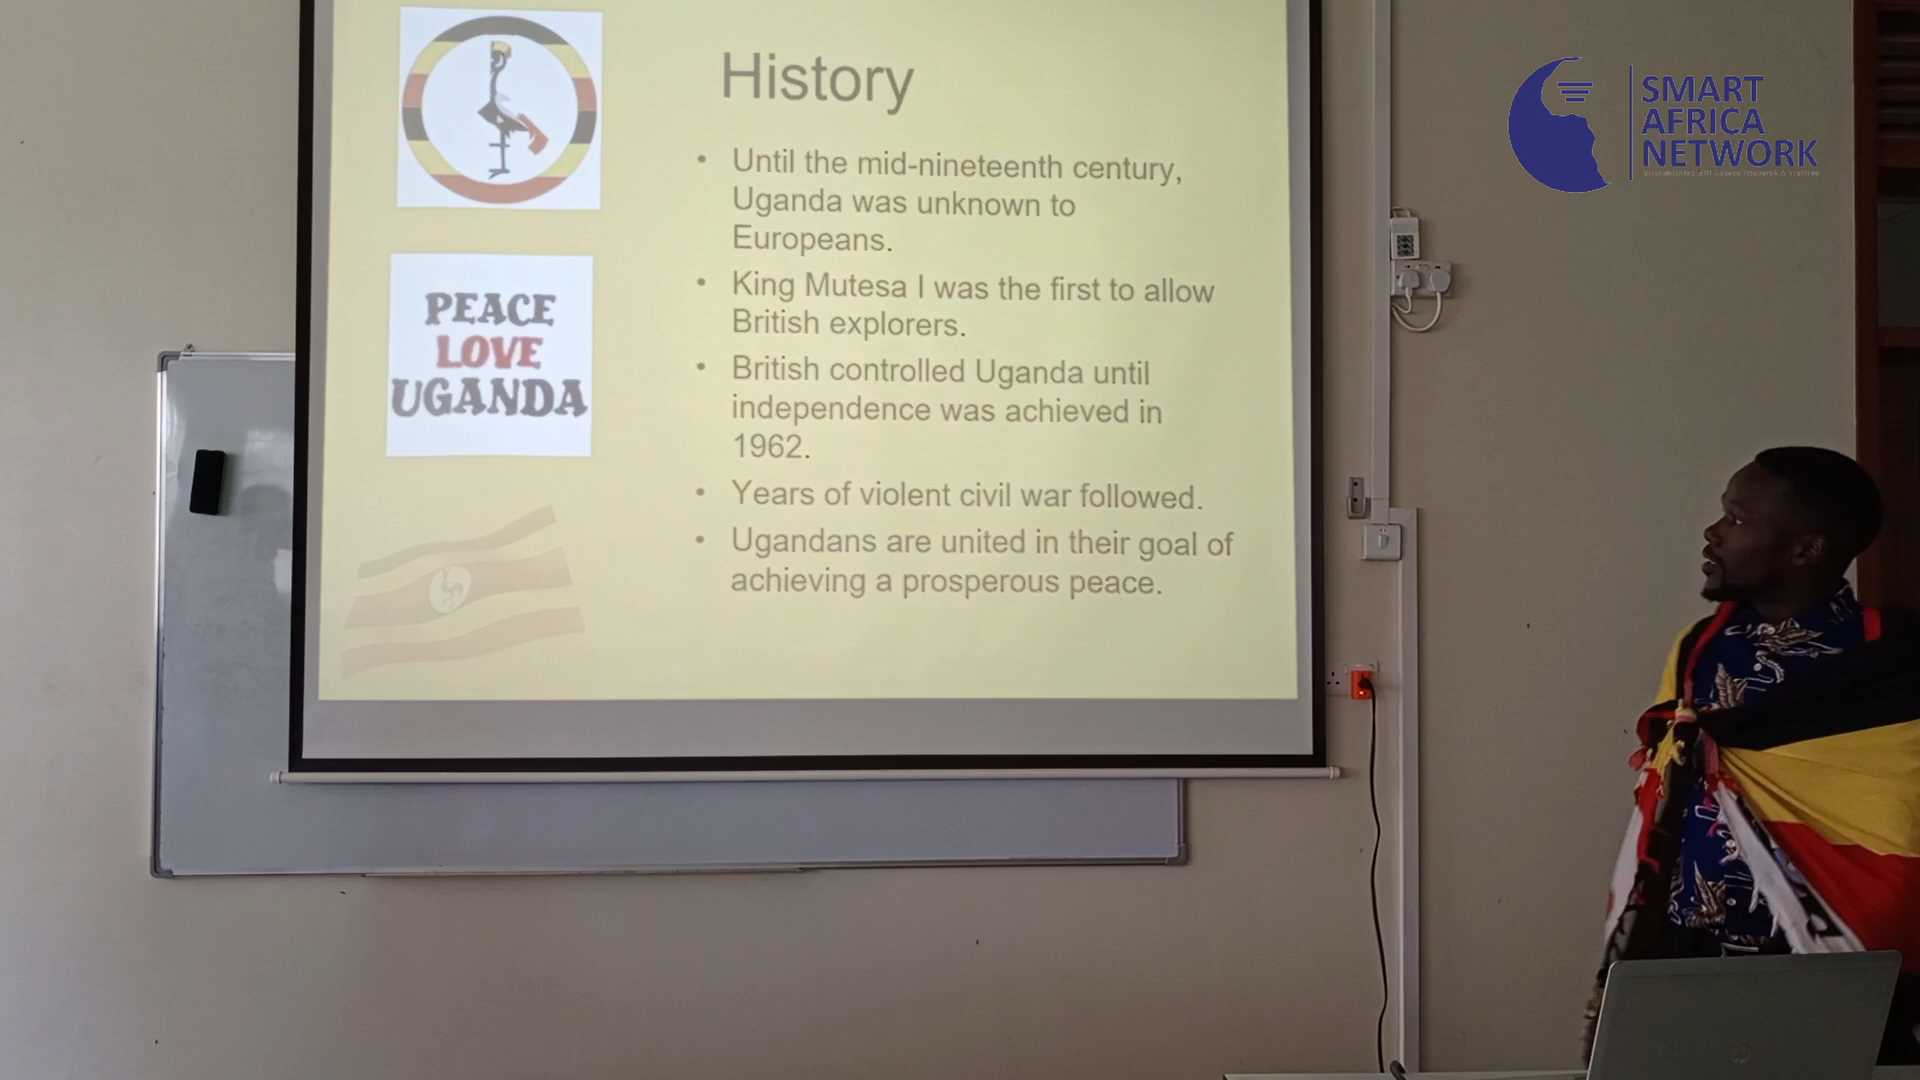 History
• Until the mid-nineteenth century,
Uganda was unknown to
Europeans.
• King Mutesa I was the first to allow
British explorers.
• British controlled Uganda until
independence was achieved in
1962.
• Years of violent civil war followed.
• Ugandans are united in their goal of
achieving a prosperous peace.
PEACE
LOVE
UGANDA
SMART
AFRICA
NETWORK